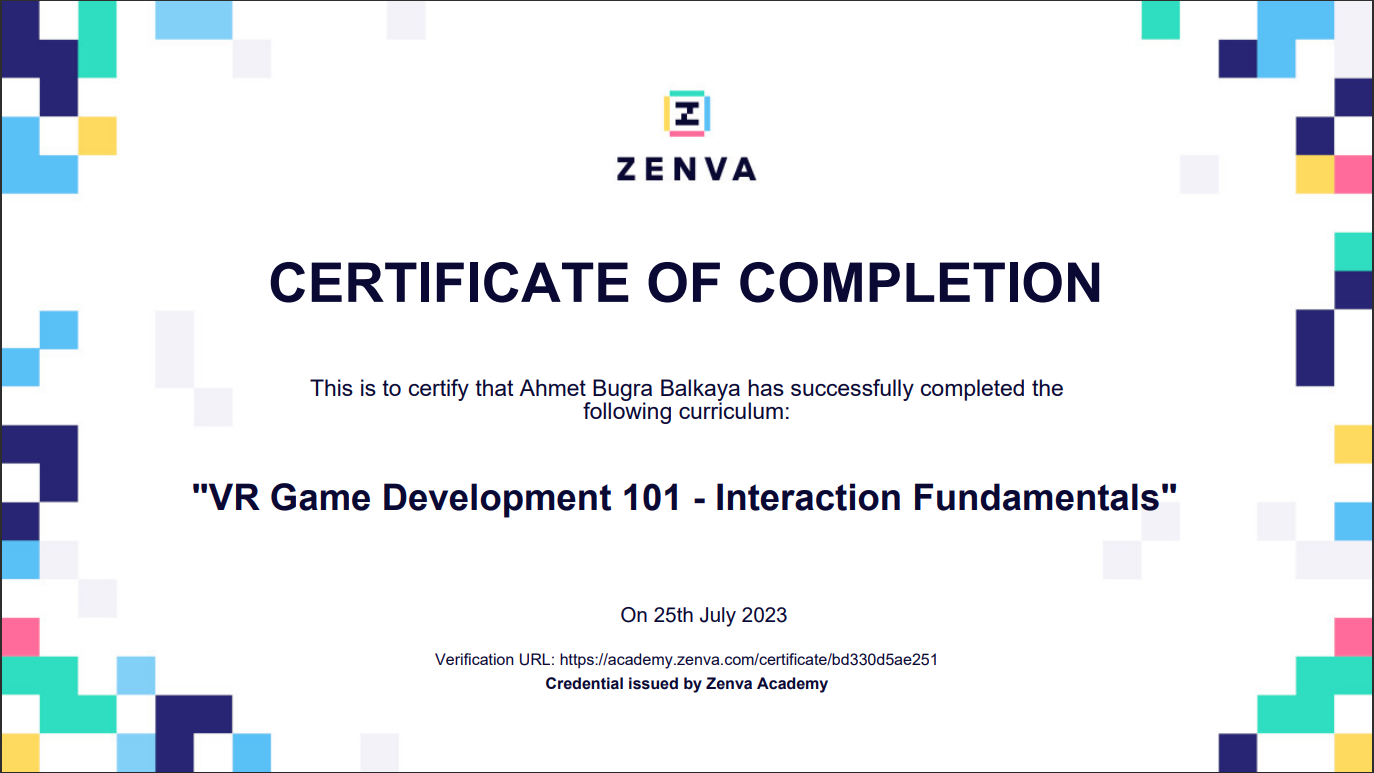 ZENVA
CERTIFICATE OF COMPLETION
This is to certify that Ahmet Bugra Balkaya has successfully completed the
following curriculum:
"VR Game Development 101 - Interaction Fundamentals"
On 25th July 2023
Verification URL: https://academy.zenva.com/certificate/bd330d5ae251
Credential issued by Zenva Academy